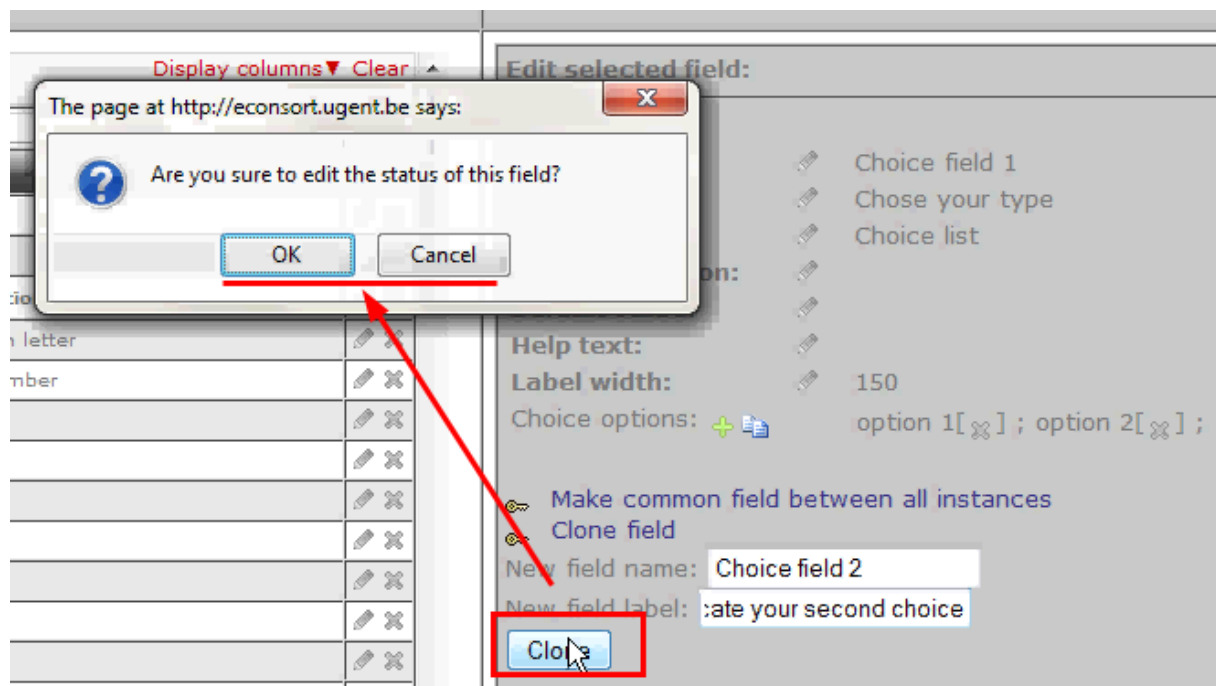 Display columns▼ Clear
Edit selected field:
The page at http://econsort.ugent.be says:
Are you sure to edit the status of this field?
OK Cancel
Choice field 1
Chose your type
Choice list
on:
tio
letter
Help text:
mber
Label width: 150
Choice options: option 1[ ] ; option 2[ ] ;
Make common field between all instances
Clone field
New field name: Choice field 2
New field label: cate your second choice
Clone